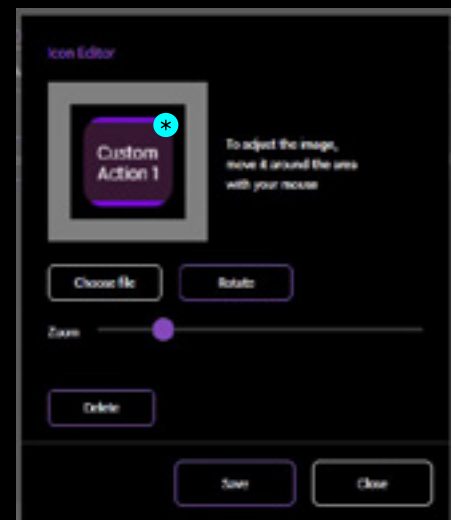 Icon Editor
*
Custom
Action 1
To adjust the image,
move it around the area
with your mouse
Choose file
Rotate
Zoom
Delete
Save
Close